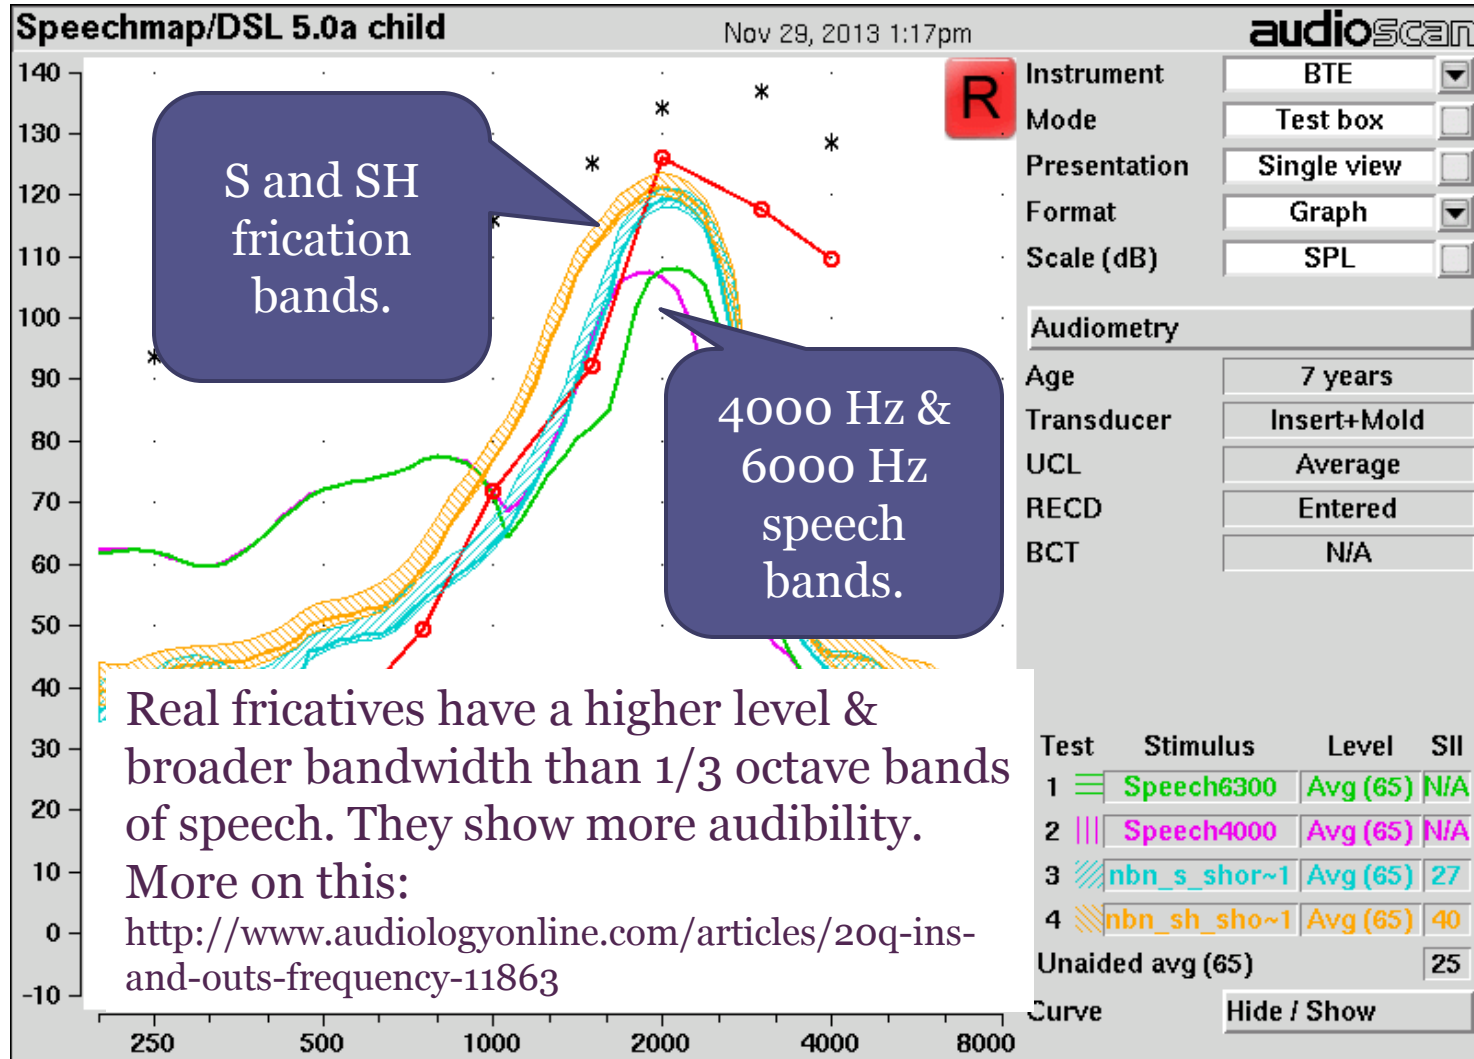 Speechmap/DSL 5.0a child
Nov 29, 2013 1:17pm
audioscan
140
130
120
110
100
90
80
70
60
50
40
30
20
10
0
-10
250 500 1000 2000 4000 8000
R
S and SH
frication
bands.
4000 Hz &
6000 Hz
speech
bands.
Real fricatives have a higher level &
broader bandwidth than 1/3 octave bands
of speech. They show more audibility.
More on this:
http://www.audiologyonline.com/articles/20q-ins-
and-outs-frequency-11863
Instrument BTE
Mode Test box
Presentation Single view
Format Graph
Scale (dB) SPL
Audiometry
Age 7 years
Transducer Insert+Mold
UCL Average
RECD Entered
BCT N/A
Test Stimulus Level SII
1 Speech6300 Avg (65) N/A
2 Speech4000 Avg (65) N/A
3 nbn_s_shor~1 Avg (65) 27
4 nbn_sh_sho~1 Avg (65) 40
Unaided avg (65) 25
Curve Hide / Show